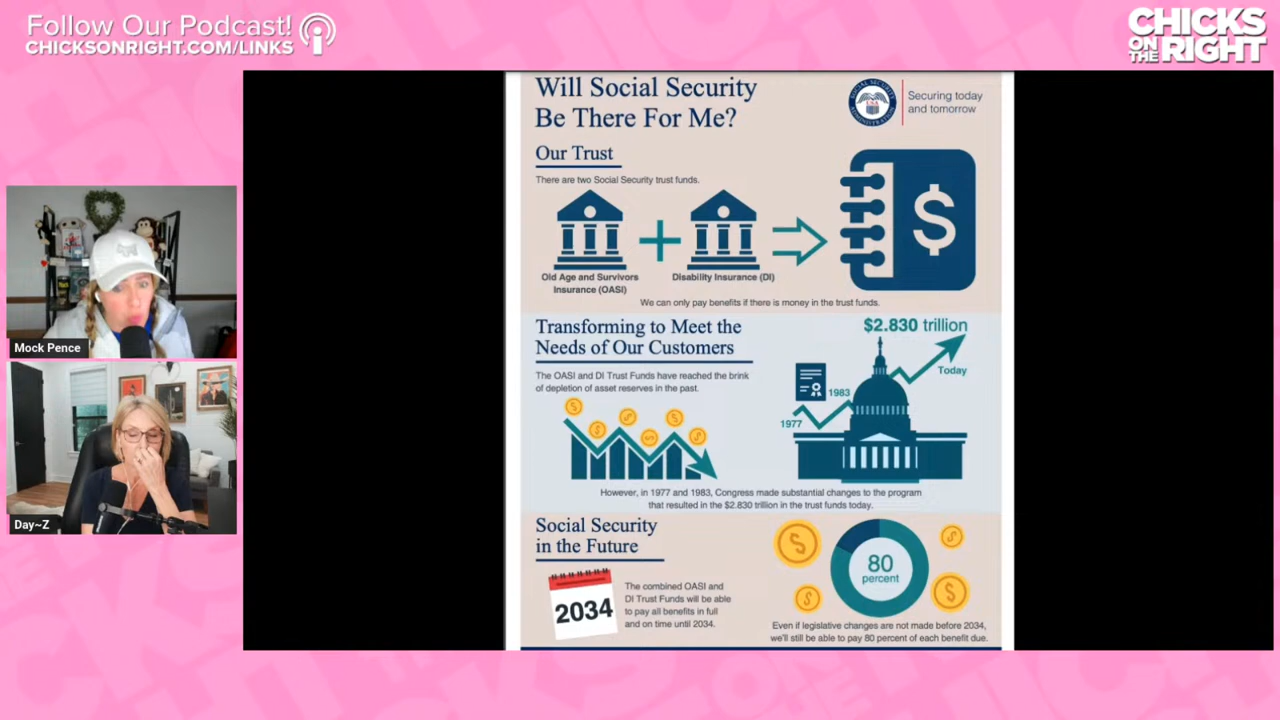 Follow Our Podcast!
CHICKSONRIGHT.COM/LINKS
CHICKS
ON THE RIGHT
Mock Pence
Day~Z
Will Social Security
Be There For Me?
Securing today
and tomorrow
Our Trust
There are two Social Security trust funds.
Old Age and Survivors
Insurance (OASI)
Disability Insurance (DI)
$
We can only pay benefits if there is money in the trust funds.
Transforming to Meet the
Needs of Our Customers
The OASI and DI Trust Funds have reached the brink
of depletion of asset reserves in the past.
$2.830 trillion
Today
1983
1977
However, in 1977 and 1983, Congress made substantial changes to the program
that resulted in the $2.830 trillion in the trust funds today.
Social Security
in the Future
2034
The combined OASI and
DI Trust Funds will be able
to pay all benefits in full
and on time until 2034.
80
percent
Even if legislative changes are not made before 2034,
we'll still be able to pay 80 percent of each benefit due.